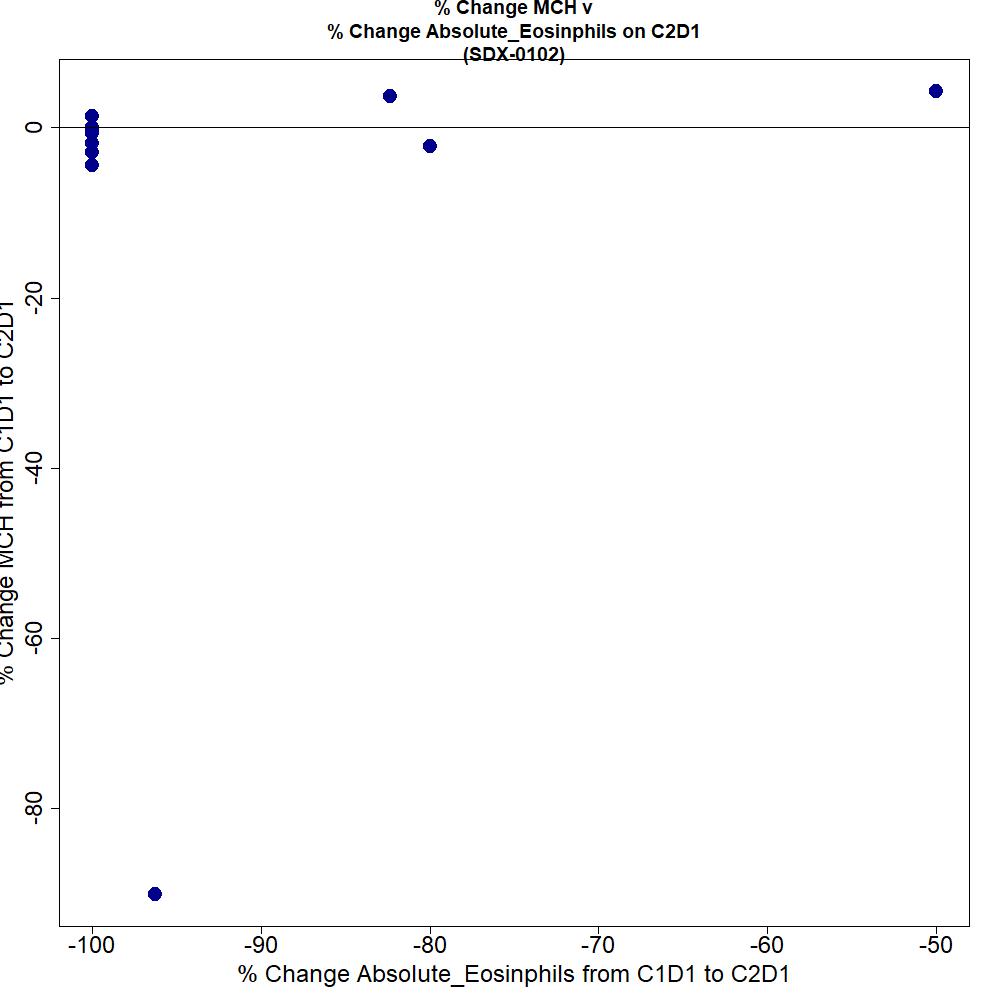 % Change MCH v
% Change Absolute_Eosinphils on C2D1
(SDX-0102)
% Change MCH from C1D1 to C2D1
0
-20
-40
-60
-80
-100 -90 -80 -70 -60 -50
% Change Absolute_Eosinphils from C1D1 to C2D1